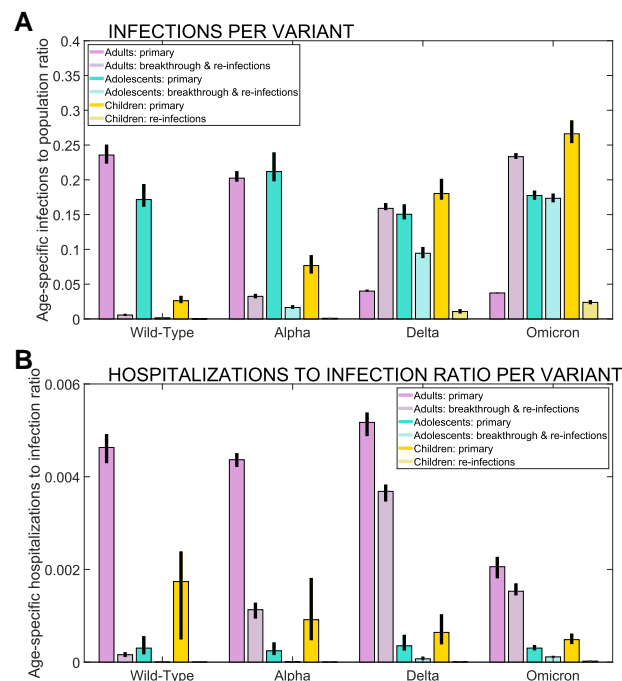 A
INFECTIONS PER VARIANT
Age-specific infections to population ratio
0.4
0.35
0.3
0.25
0.2
0.15
0.1
0.05
0
Adults: primary
Adults: breakthrough & re-infections
Adolescents: primary
Adolescents: breakthrough & re-infections
Children: primary
Children: re-infections
Wild-Type Alpha Delta Omicron
B
HOSPITALIZATIONS TO INFECTION RATIO PER VARIANT
Age-specific hospitalizations to infection ratio
0.006
0.004
0.002
0
Adults: primary
Adults: breakthrough & re-infections
Adolescents: primary
Adolescents: breakthrough & re-infections
Children: primary
Children: re-infections
Wild-Type Alpha Delta Omicron